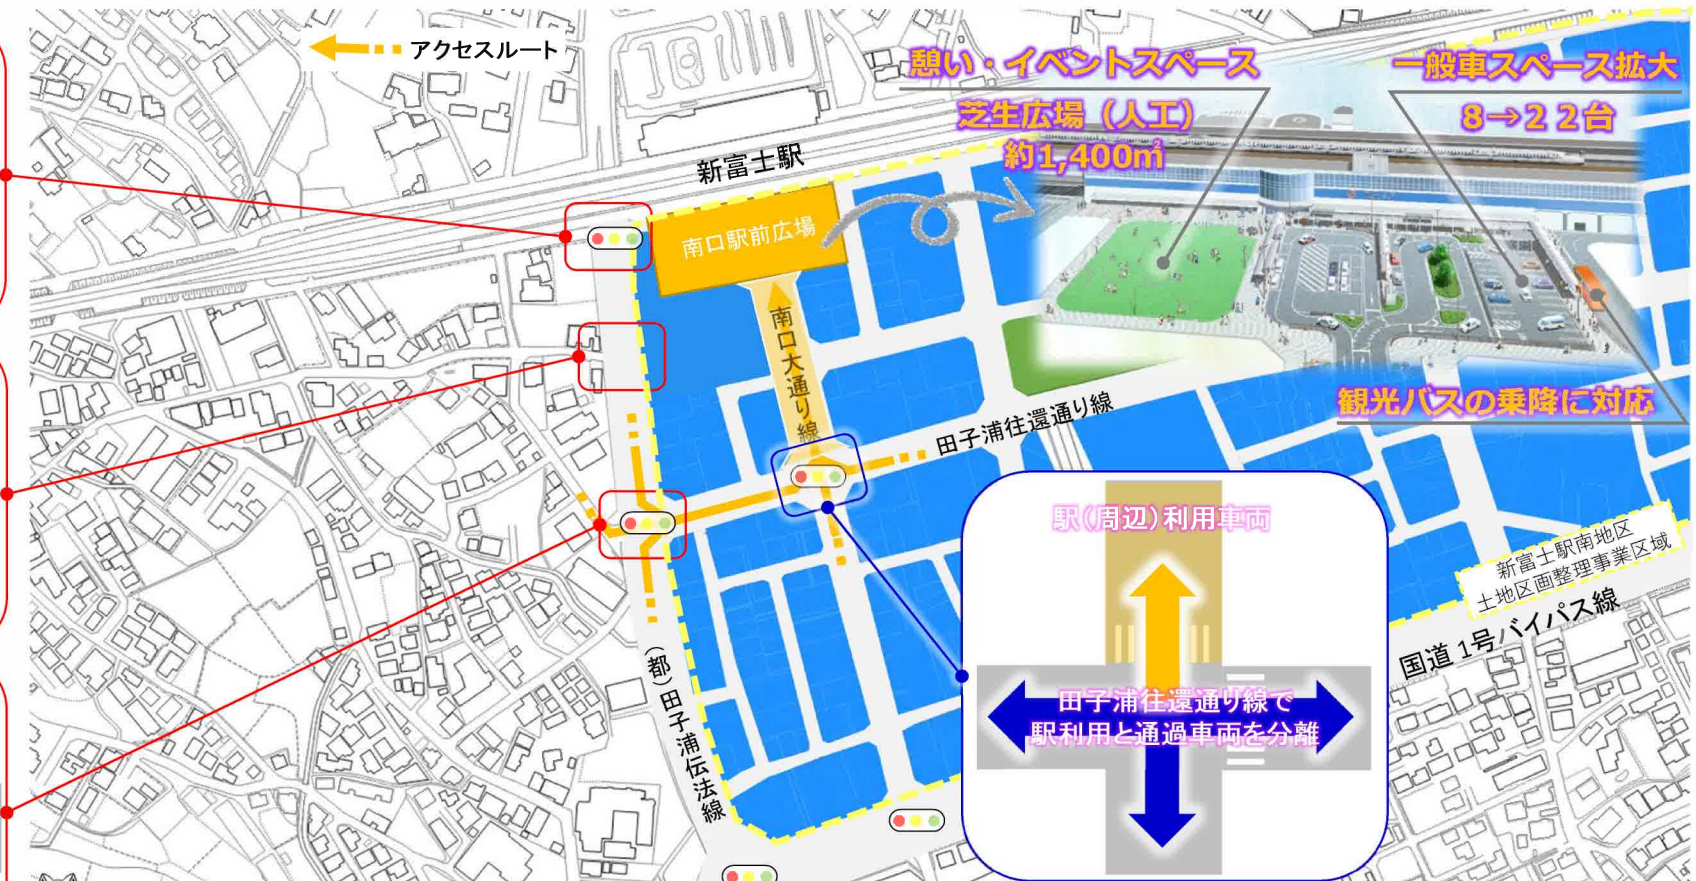 アクセスルート
憩い・イベントスペース
芝生広場（人工）
約1,400㎡
一般車スペース拡大
8→22台
新富士駅
南口駅前広場
南口大通り線
観光バスの乗降に対応
田子浦往還通り線
駅(周辺)利用車両
田子浦往還通り線で
駅利用と通過車両を分離
新富士駅南地区
土地区画整理事業区域
国道1号バイパス線
（都）田子浦伝法線